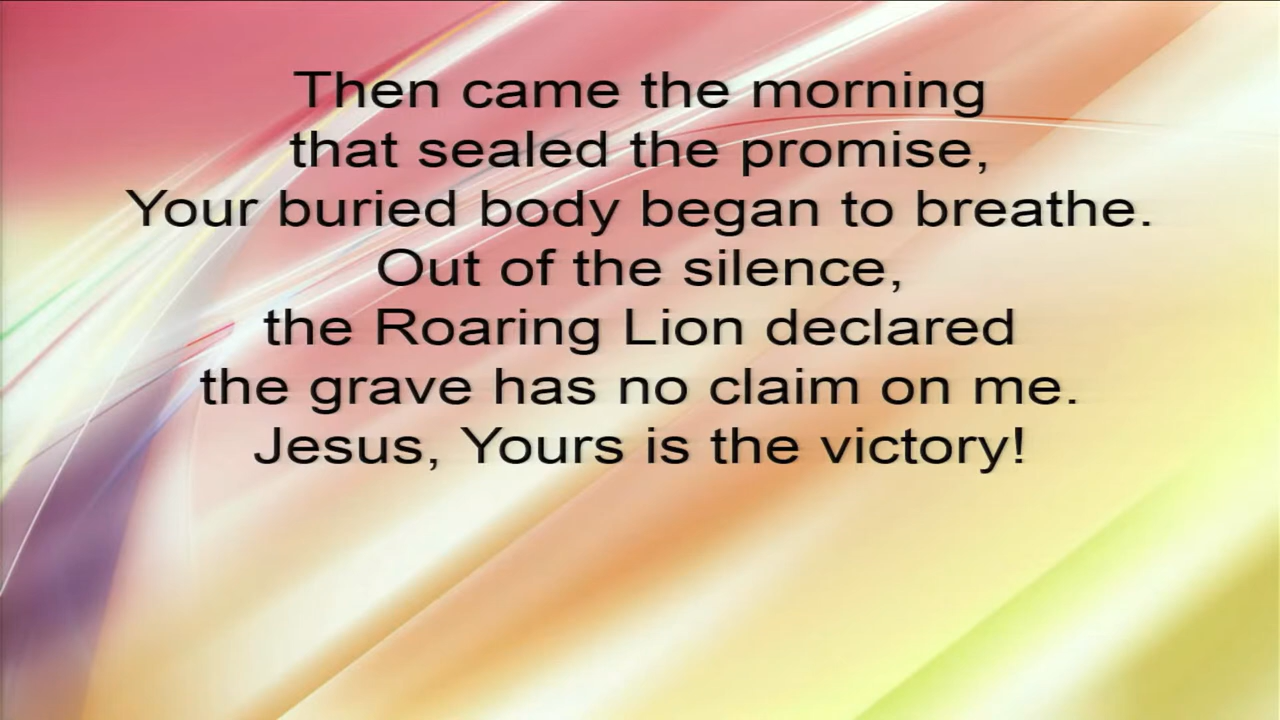 Then came the morning
that sealed the promise,
Your buried body began to breathe.
Out of the silence,
the Roaring Lion declared
the grave has no claim on me.
Jesus, Yours is the victory!